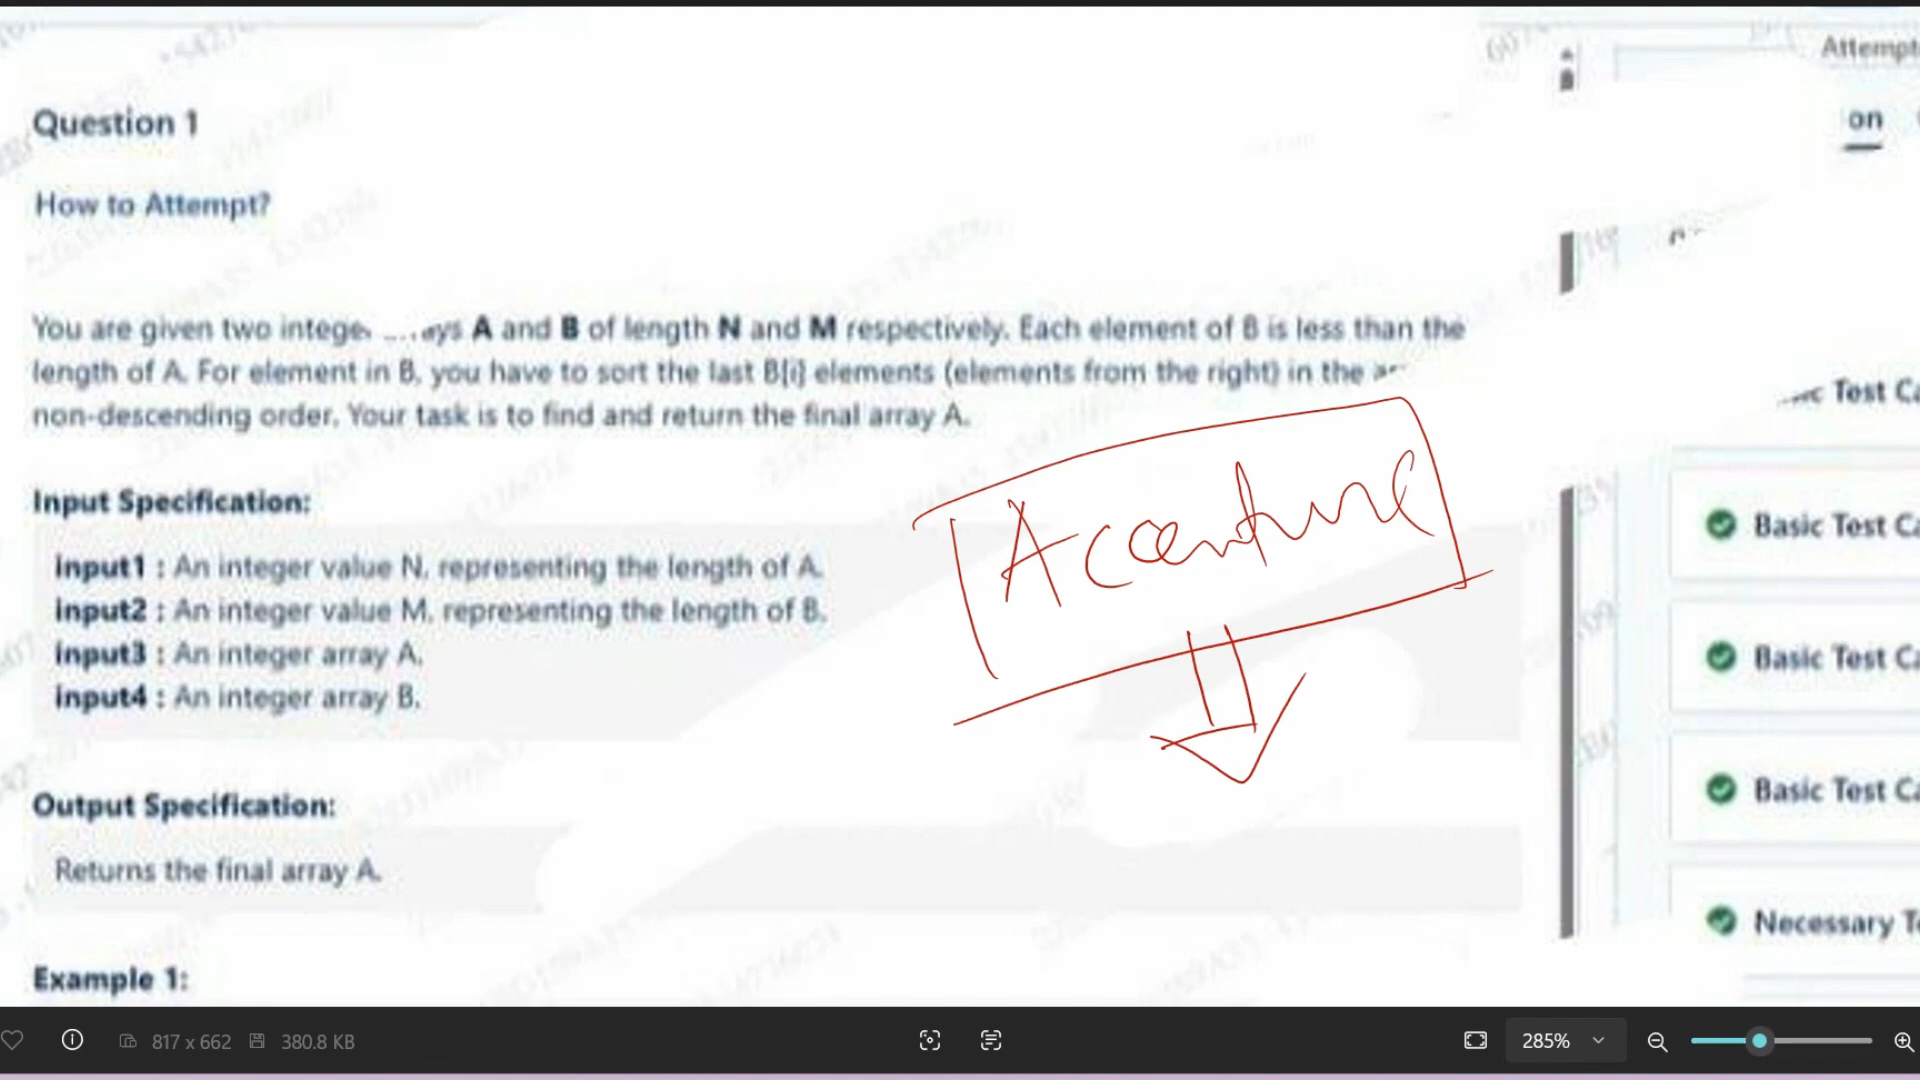 Attempt
Question 1
on
How to Attempt?
You are given two intege ays A and B of length N and M respectively. Each element of B is less than the
length of A. For element in B, you have to sort the last B[i] elements (elements from the right) in the
non-descending order. Your task is to find and return the final array A.
Test Ca
Accenture
Input Specification:
Basic Test Ca
input1 : An integer value N, representing the length of A.
input2 : An integer value M, representing the length of B.
input3 : An integer array A.
Basic Test Ca
input4 : An integer array B.
Basic Test Ca
Output Specification:
Returns the final array A.
Necessary Te
Example 1:
817 x 662 380.8 KB 285%